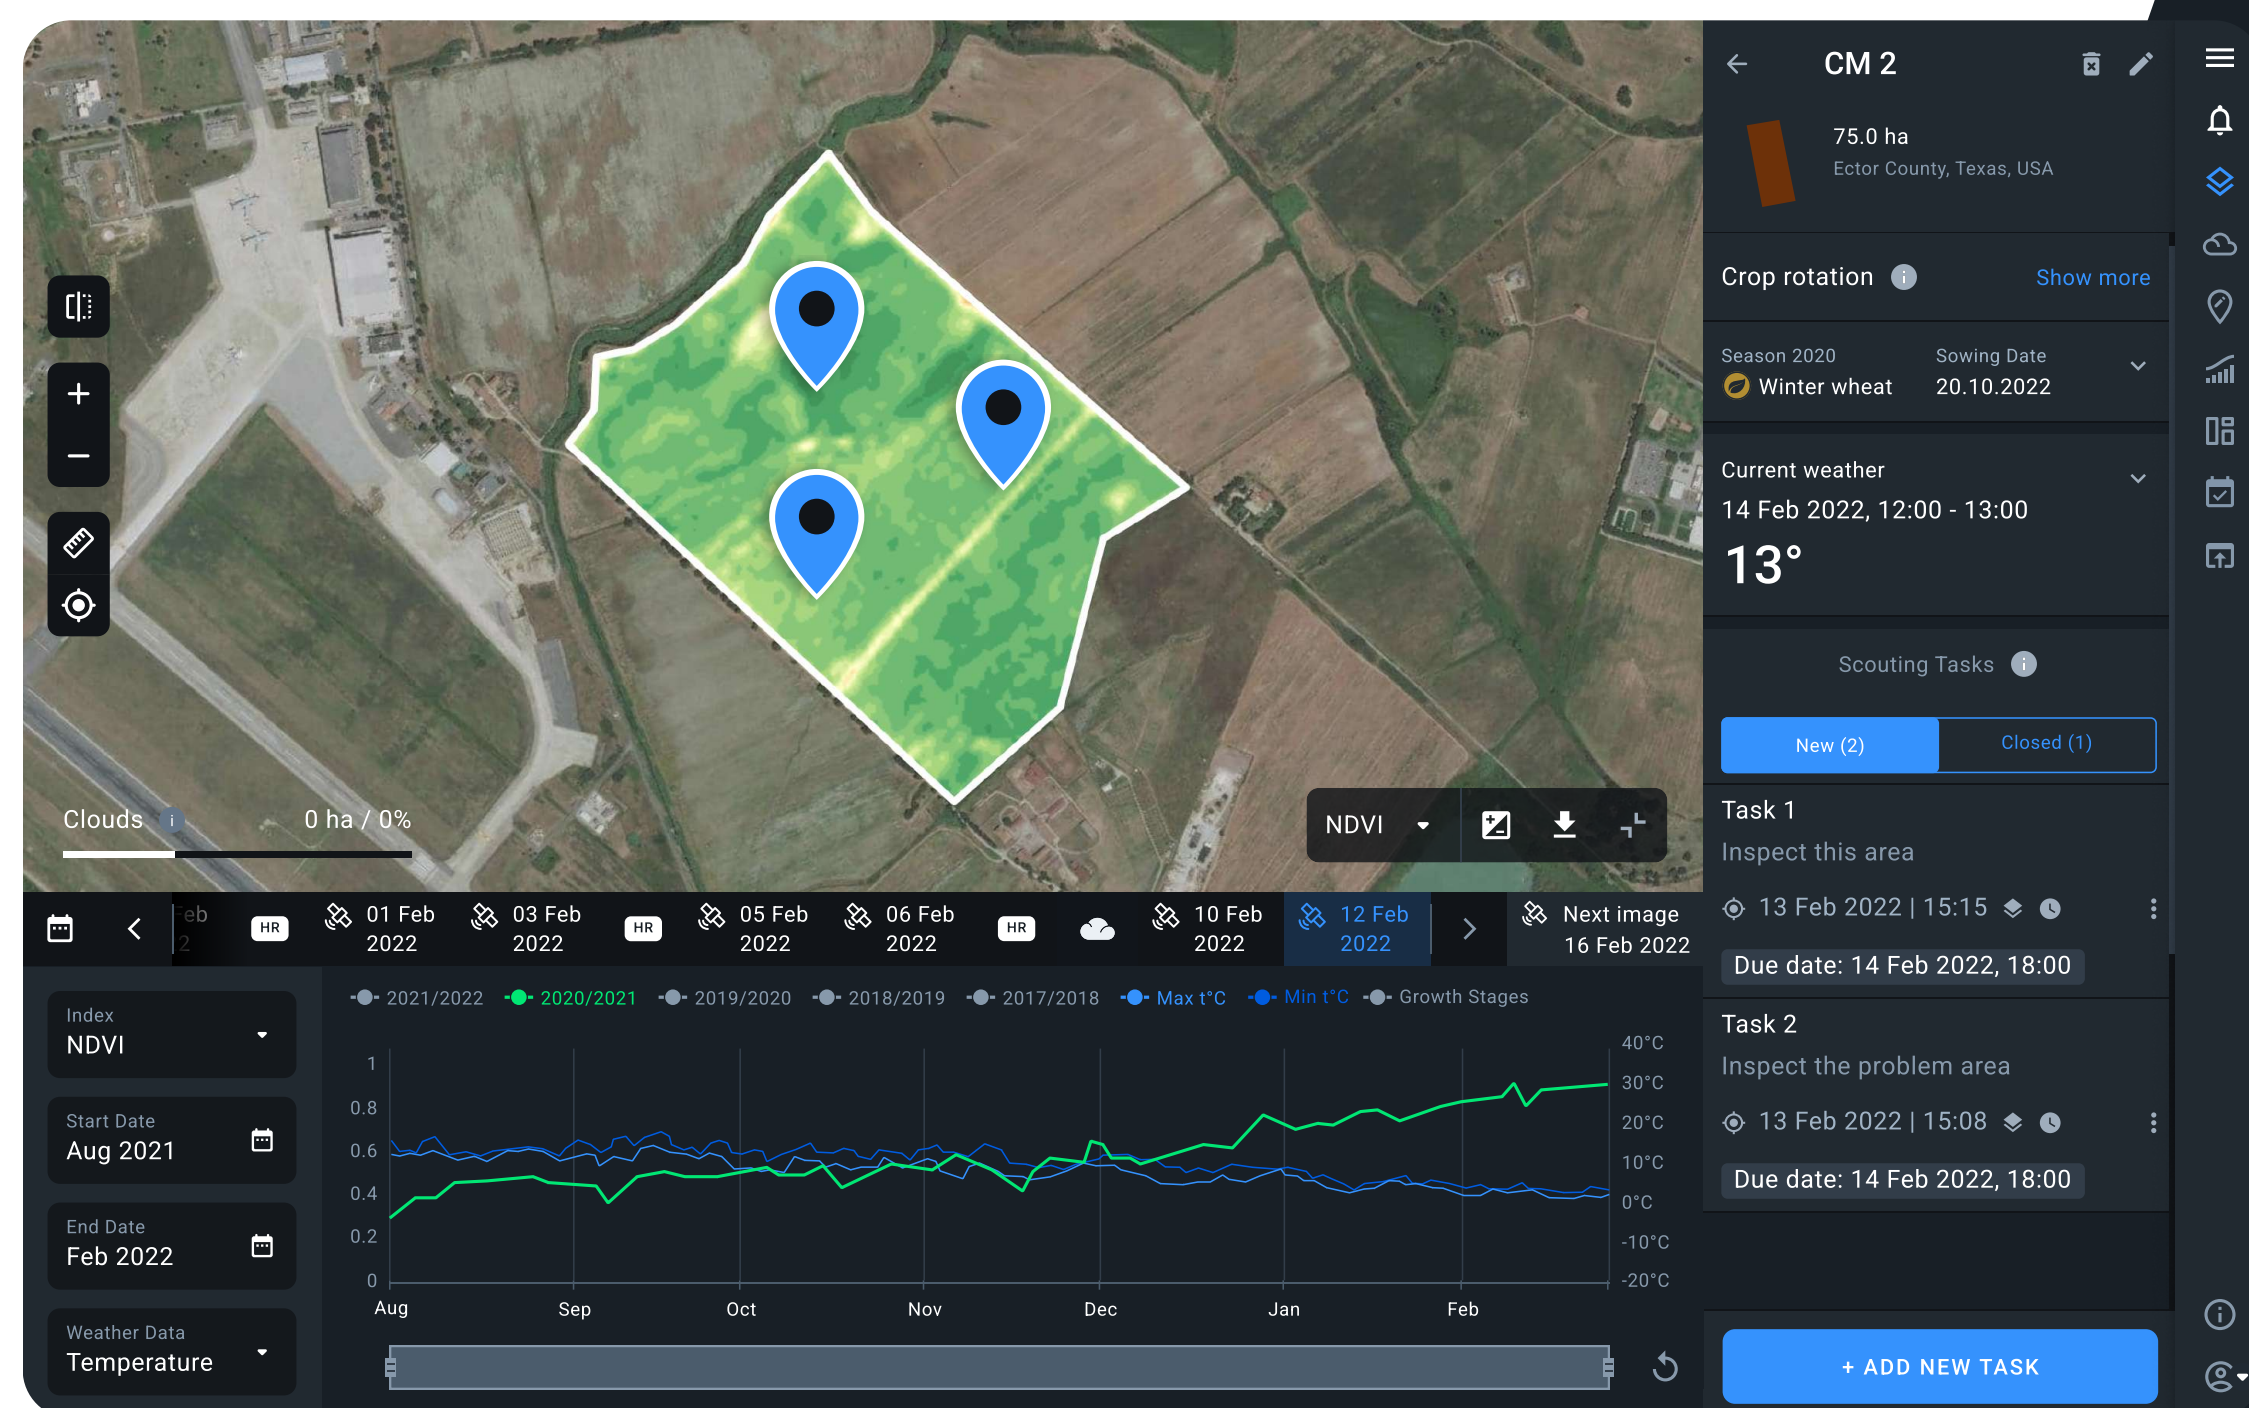 CM 2
75.0 ha
Ector County, Texas, USA
Crop rotation i
Show more
Season 2020
Sowing Date
Winter wheat
20.10.2022
Current weather
14 Feb 2022, 12:00 - 13:00
13°
Scouting Tasks i
New (2)
Closed (1)
Task 1
Inspect this area
13 Feb 2022 | 15:15
Due date: 14 Feb 2022, 18:00
Task 2
Inspect the problem area
13 Feb 2022 | 15:08
Due date: 14 Feb 2022, 18:00
+ ADD NEW TASK
Clouds i 0 ha / 0%
NDVI
Feb
2
HR
01 Feb
2022
03 Feb
2022
HR
05 Feb
2022
06 Feb
2022
HR
10 Feb
2022
12 Feb
2022
Next image
16 Feb 2022
Index
NDVI
Start Date
Aug 2021
End Date
Feb 2022
Weather Data
Temperature
2021/2022 2020/2021 2019/2020 2018/2019 2017/2018 Max t°C Min t°C Growth Stages
1
0.8
0.6
0.4
0.2
0
40°C
30°C
20°C
10°C
0°C
-10°C
-20°C
Aug Sep Oct Nov Dec Jan Feb